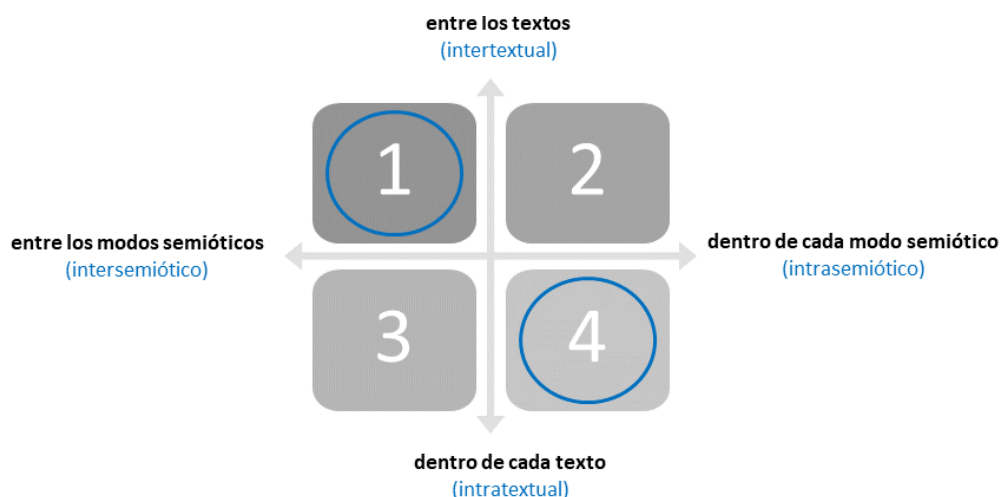 entre los textos
(intertextual)
1
2
entre los modos semióticos
(intersemiótico)
dentro de cada modo semiótico
(intrasemiótico)
3
4
dentro de cada texto
(intratextual)